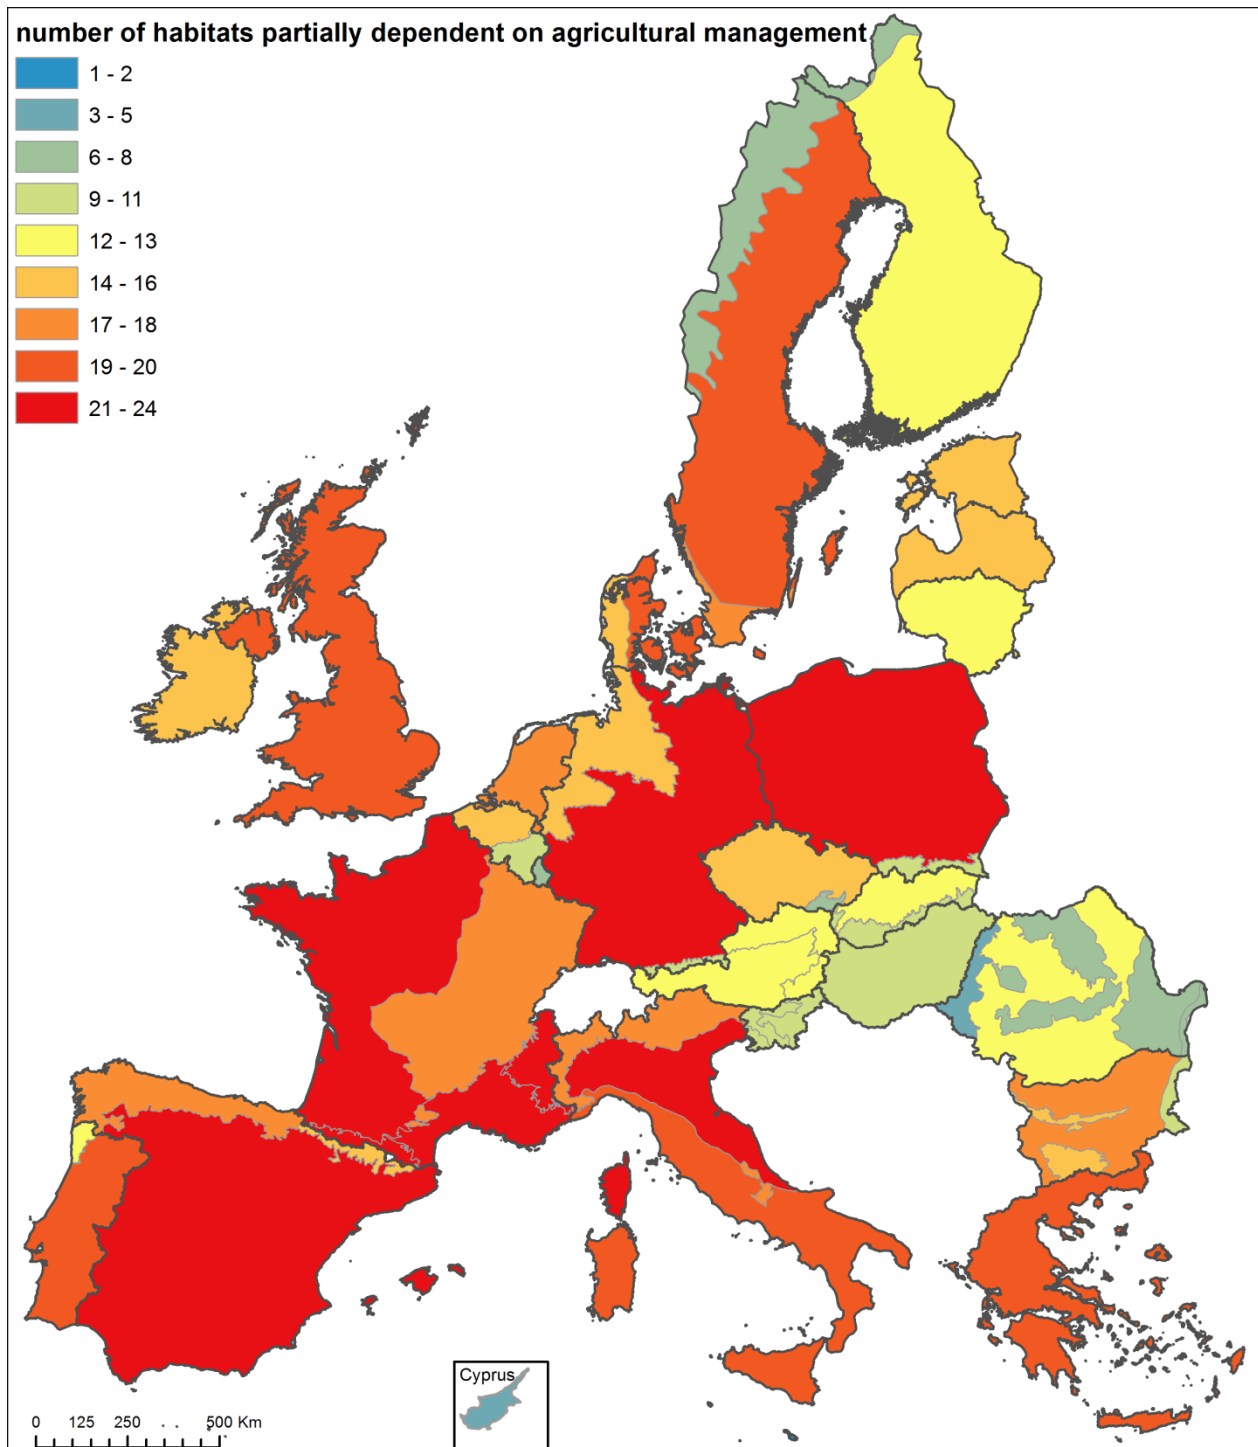 number of habitats partially dependent on agricultural management
1 - 2
3 - 5
6 - 8
9 - 11
12 - 13
14 - 16
17 - 18
19 - 20
21 - 24
Cyprus
0 125 250 500 Km